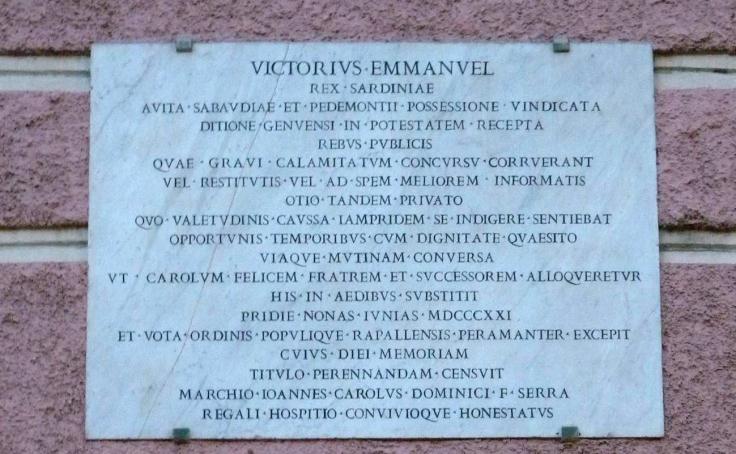 VICTORIVS·EMMANVEL
REX·SARDINIAE
AVITA·SABAVDIAE·ET·PEDEMONTII·POSSESSIONE·VINDICATA
DITIONE·GENVENSI·IN·POTESTATEM·RECEPTA
REBVS·PVBLICIS
QVAE·GRAVI·CALAMITATVM·CONCVRSV·CORRVERANT
VEL·RESTITVTIS·VEL·AD·SPEM·MELIOREM·INFORMATIS
OTIO·TANDEM·PRIVATO
QVO·VALETVDINIS·CAVSSA·IAMPRIDEM·SE·INDIGERE·SENTIEBAT
OPPORTVNIS·TEMPORIBVS·CVM·DIGNITATE·QVAESITO
VIAQVE·MVTINAM·CONVERSA
VT·CAROLVM·FELICEM·FRATREM·ET·SVCCESSOREM·ALLOQVERETVR
HIS·IN·AEDIBVS·SVBSTITIT
PRIDIE·NONAS·IVNIAS·MDCCCXXI
ET·VOTA·ORDINIS·POPVLIQVE·RAPALLENSIS·PERAMANTER·EXCEPIT
CVIVS·DIEI·MEMORIAM
TITVLO·PERENNANDAM·CENSVIT
MARCHIO·IOANNES·CAROLVS·DOMINICI·F·SERRA
REGALI·HOSPITIO·CONVIVIOQVE·HONESTATVS